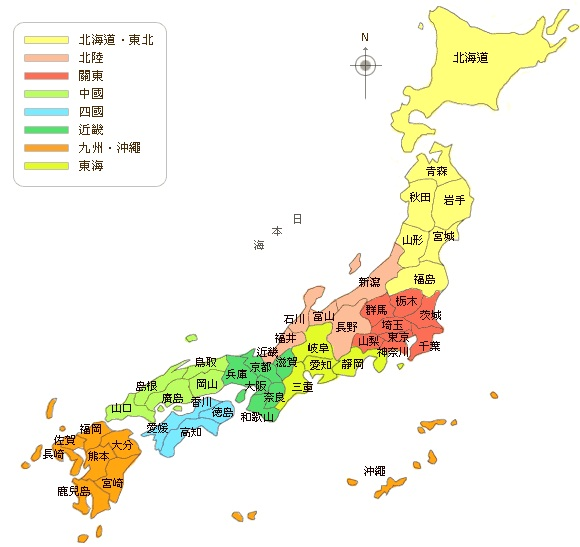 北海道・東北
北陸
關東
中國
四國
近畿
九州・沖繩
東海
N
北海道
青森
秋田
岩手
山形
宮城
福島
日
本
海
新瀉
石川
富山
福井
長野
群馬
栃木
茨城
埼玉
山梨
東京
千葉
神奈川
岐阜
愛知
靜岡
三重
近畿
滋賀
京都
兵庫
大阪
奈良
和歌山
鳥取
島根
岡山
廣島
山口
香川
徳島
愛媛
高知
福岡
佐賀
長崎
大分
熊本
宮崎
鹿兒島
沖繩